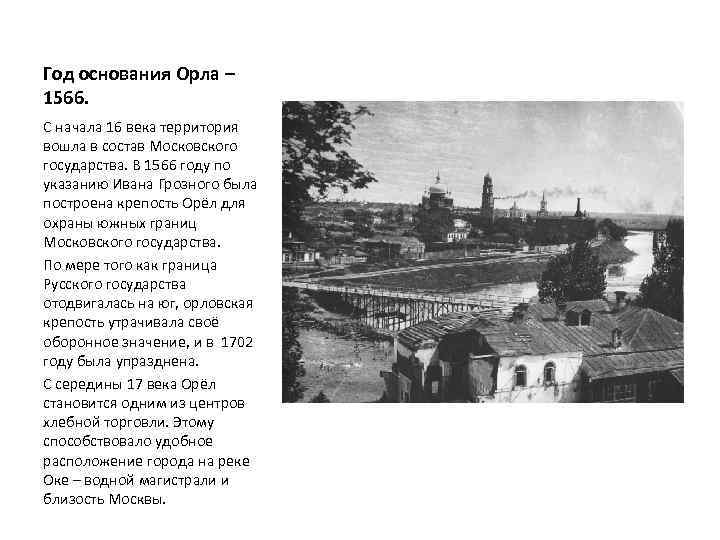 Год основания Орла –
1566.
С начала 16 века территория
вошла в состав Московского
государства. В 1566 году по
указанию Ивана Грозного была
построена крепость Орёл для
охраны южных границ
Московского государства.
По мере того как граница
Русского государства
отодвигалась на юг, орловская
крепость утрачивала своё
оборонное значение, и в 1702
году была упразднена.
С середины 17 века Орёл
становится одним из центров
хлебной торговли. Этому
способствовало удобное
расположение города на реке
Оке – водной магистрали и
близость Москвы.